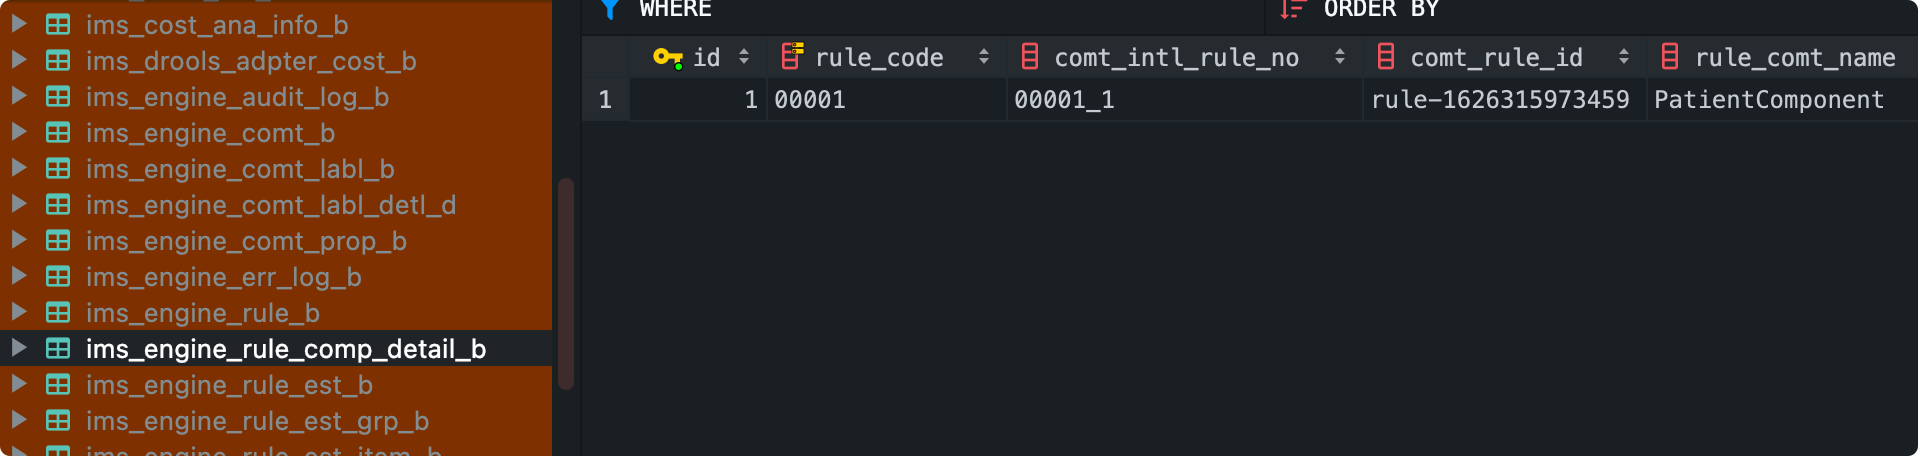 ims_cost_ana_info_b
ims_drools_adpter_cost_b
ims_engine_audit_log_b
ims_engine_comt_b
ims_engine_comt_labl_b
ims_engine_comt_labl_detl_d
ims_engine_comt_prop_b
ims_engine_err_log_b
ims_engine_rule_b
ims_engine_rule_comp_detail_b
ims_engine_rule_est_b
ims_engine_rule_est_grp_b
ims_engine_rule_est_item_b
WHERE ORDER BY
id rule_code comt_intl_rule_no comt_rule_id rule_comt_name
1 1 00001 00001_1 rule-1626315973459 PatientComponent